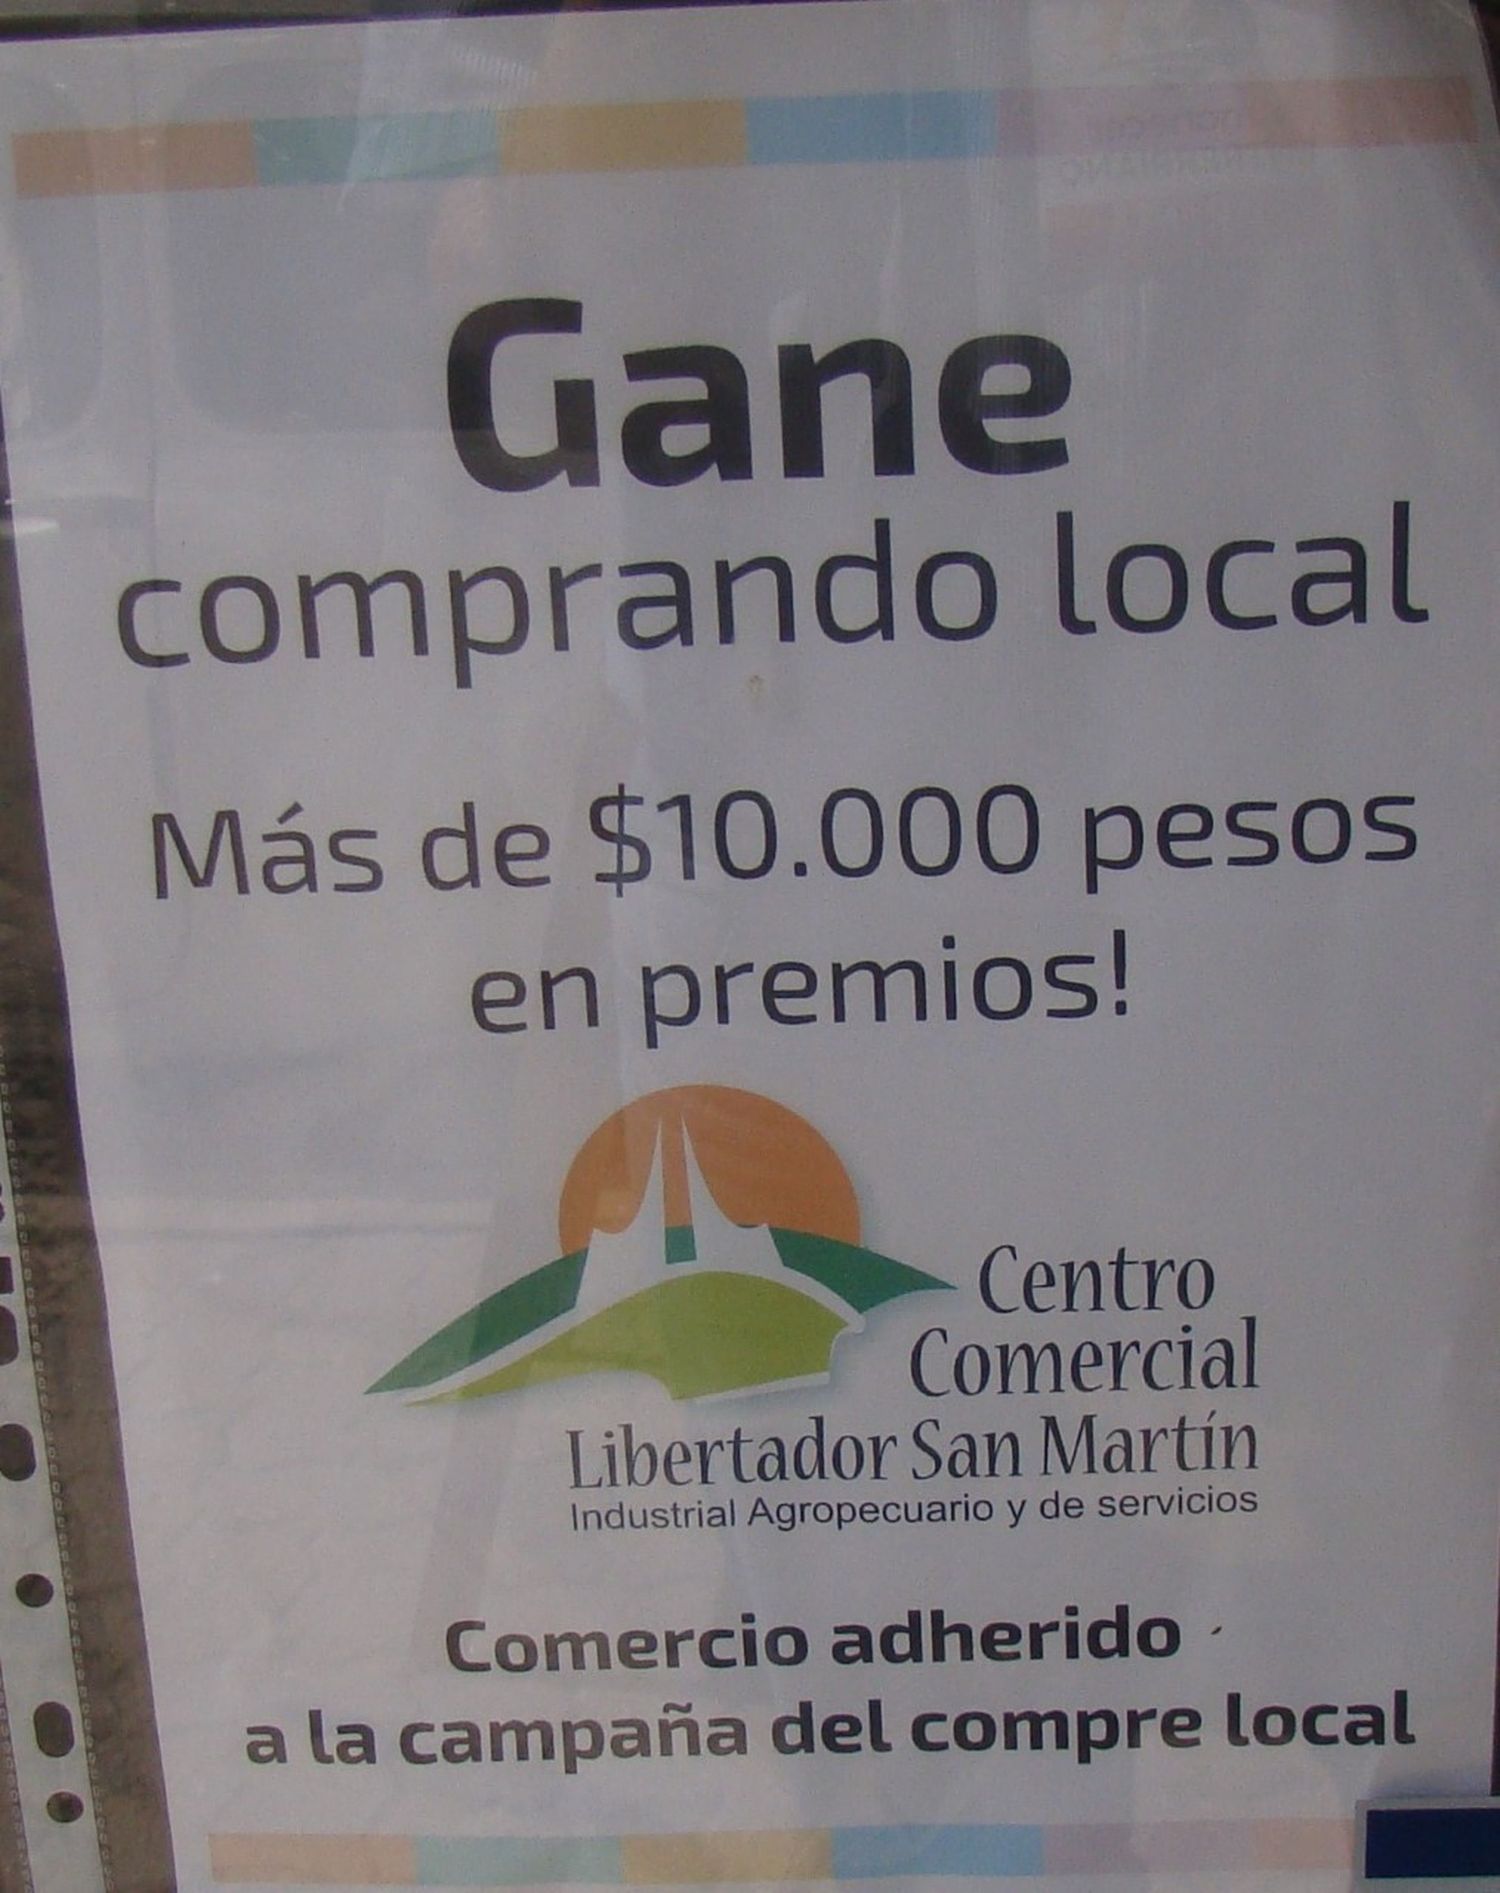 Gane
comprando local
Más de $10.000 pesos
en premios!
Centro
Comercial
Libertador San Martín
Industrial Agropecuario y de servicios
Comercio adherido
a la campaña del compre local